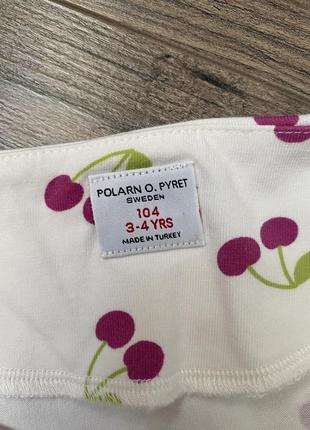 POLARN O. PYRET
SWEDEN
104
3-4 YRS
MADE IN TURKEY